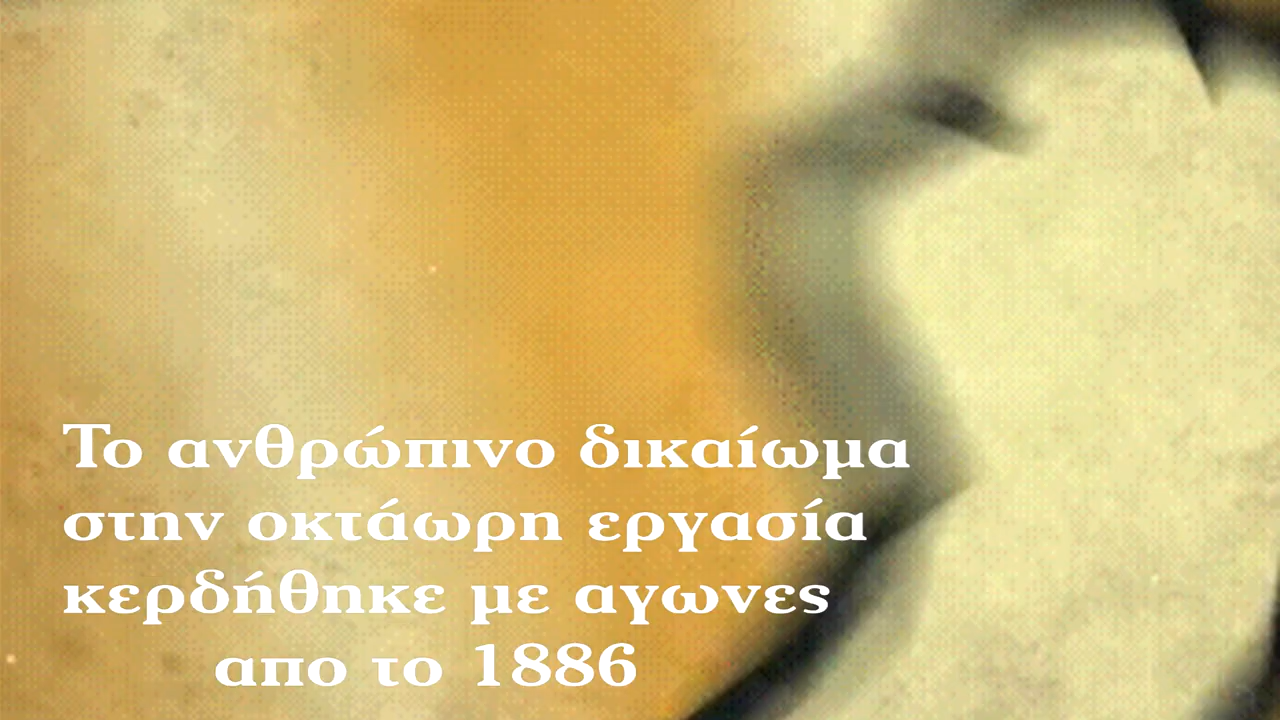 Το ανθρώπινο δικαίωμα
στην οκτάωρη εργασία
κερδήθηκε με αγωνες
απο το 1886